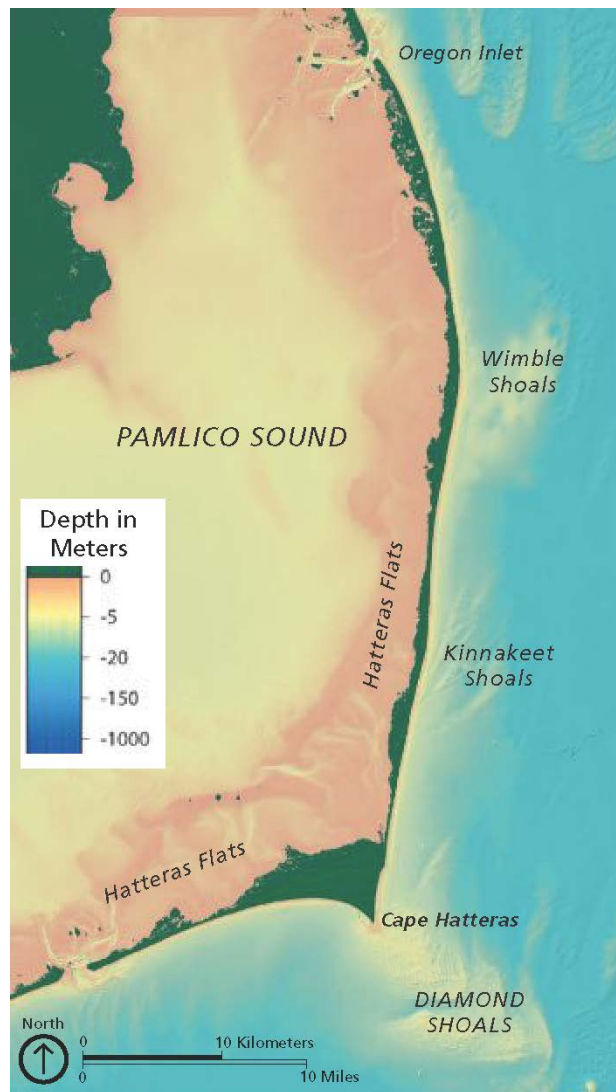 Oregon Inlet
Wimble
Shoals
PAMLICO SOUND
Depth in
Meters
0
-5
-20
-150
-1000
Hatteras Flats
Kinnakeet
Shoals
Hatteras Flats
Cape Hatteras
DIAMOND
SHOALS
North
0 10 Kilometers
0 10 Miles